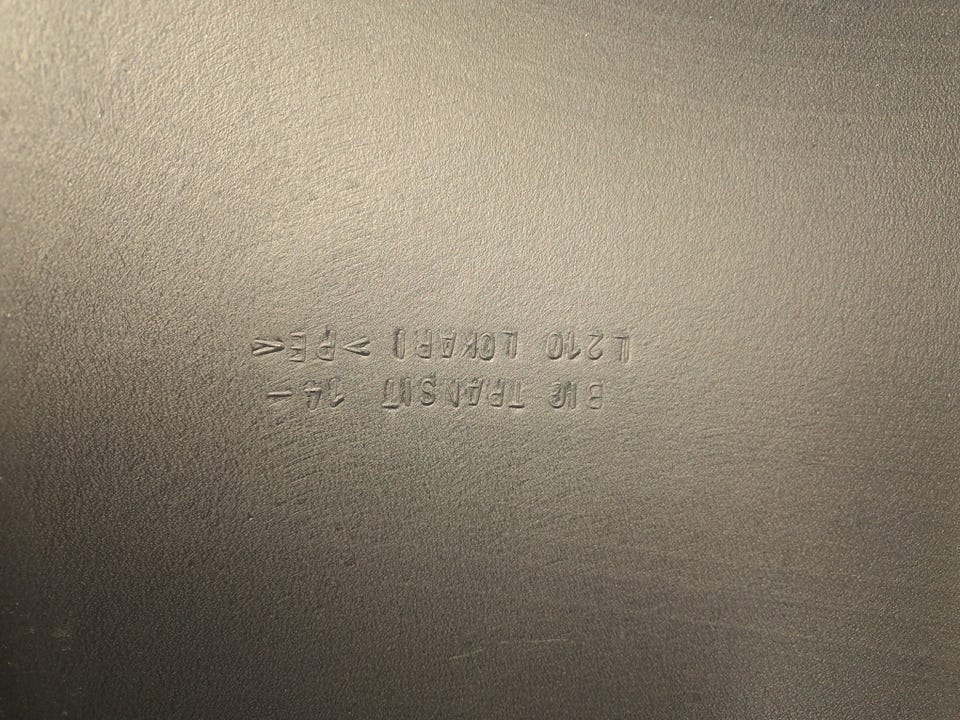 BIG TRANSIT 14-
L210 LOKARI >PE<